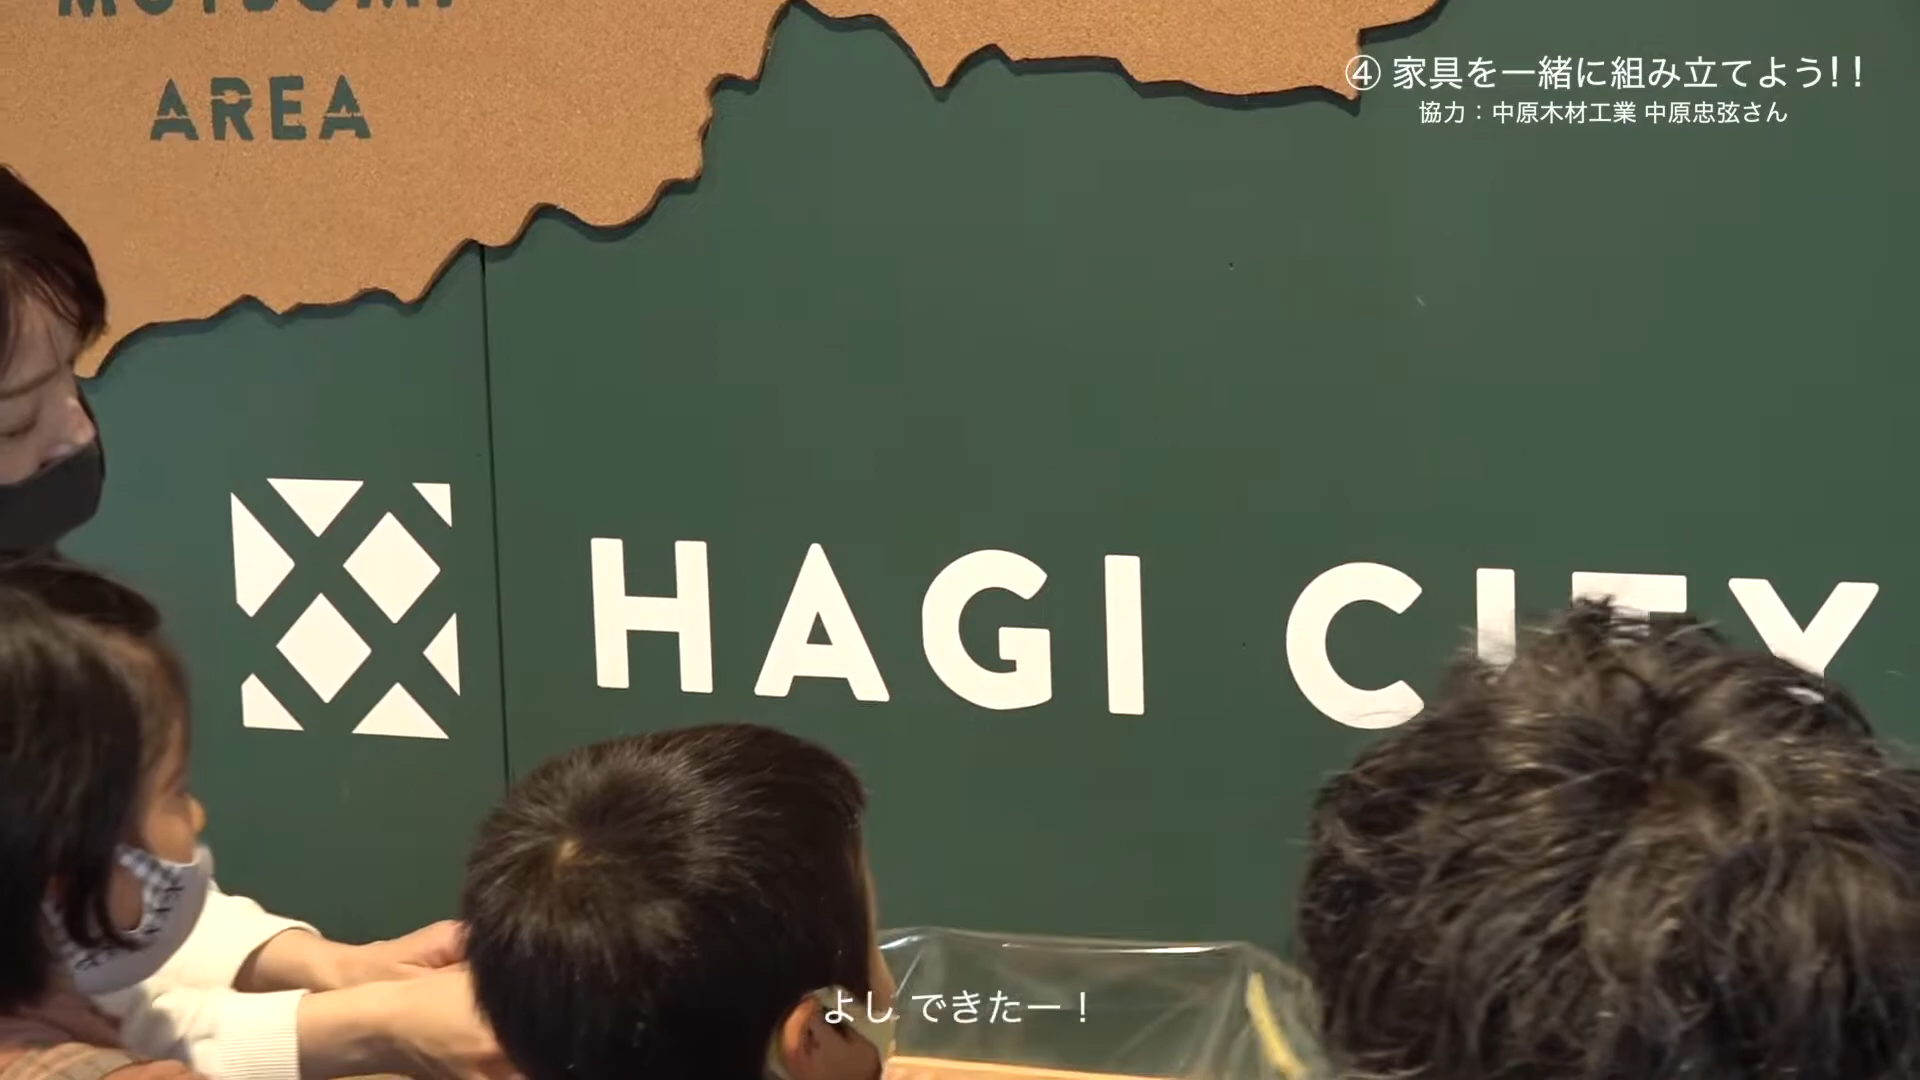 AREA
④ 家具を一緒に組み立てよう!!
協力：中原木材工業 中原忠弦さん
HAGI CITY
よし できたー！